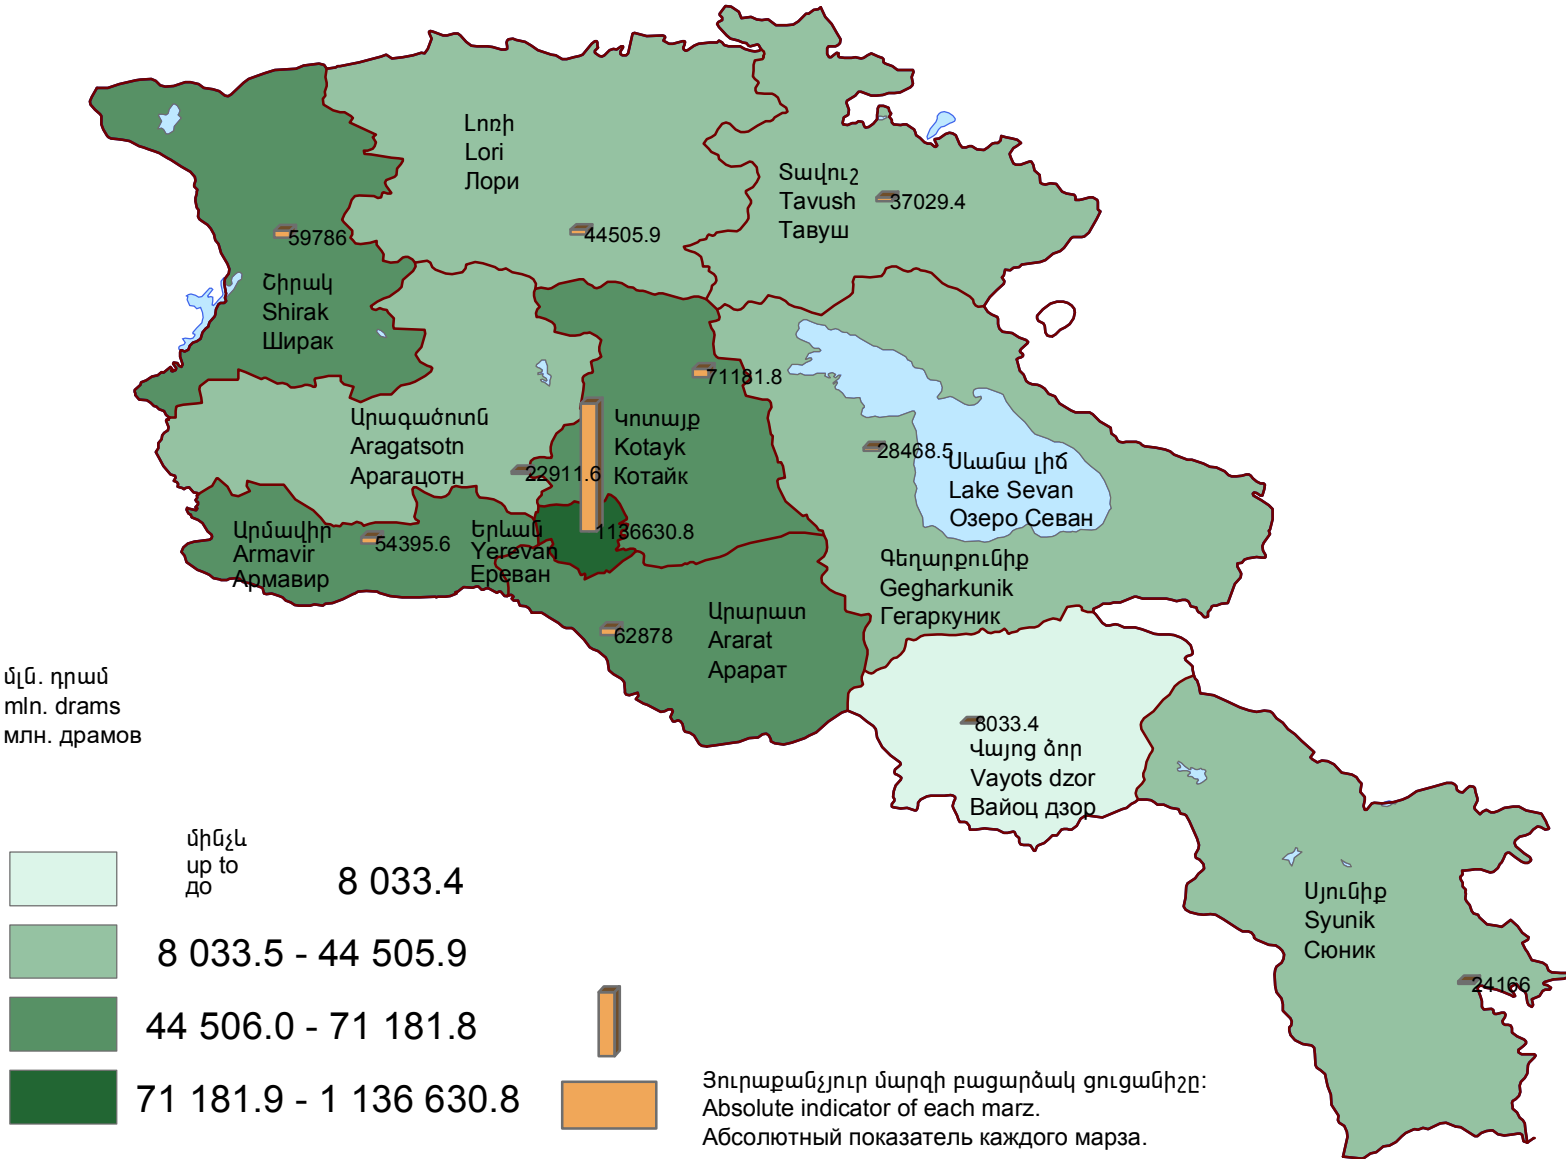 Լոռի
Lori
Лори
44505.9
Տավուշ
Tavush
Тавуш
37029.4
59786
Շիրակ
Shirak
Ширак
Արագածոտն
Aragatsotn
Арагацотн
22911.6
71181.8
Կոտայք
Kotayk
Котайк
28468.5
Սևանա լիճ
Lake Sevan
Озеро Севан
Արմավիր
Armavir
Армавир
54395.6
Երևան
Yerevan
Ереван
1136630.8
Գեղարքունիք
Gegharkunik
Гегаркуник
62878
Արարատ
Ararat
Арарат
8033.4
Վայոց ձոր
Vayots dzor
Вайоц дзор
Սյունիք
Syunik
Сюник
24166
մլն. դրամ
mln. drams
млн. драмов
մինչև
up to
до
8 033.4
8 033.5 - 44 505.9
44 506.0 - 71 181.8
71 181.9 - 1 136 630.8
Յուրաքանչյուր մարզի բացարձակ ցուցանիշը:
Absolute indicator of each marz.
Абсолютный показатель каждого марза.